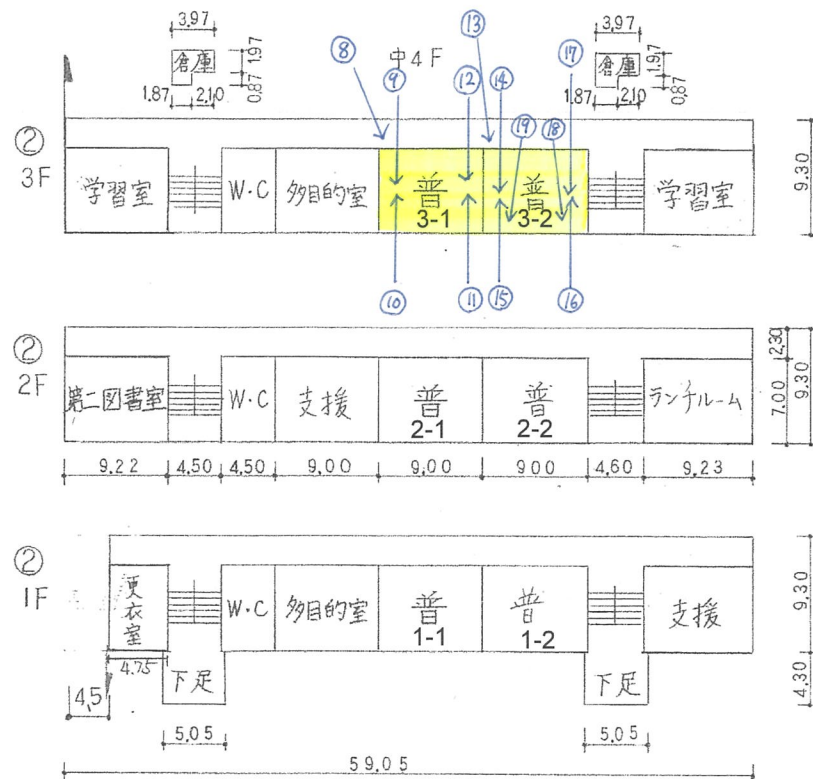 3.97
倉庫
1.97
0.87
1.87 2.10
中4F
3.97
倉庫
1.97
0.87
1.87 2.10
⑧ ⑨ ⑫ ⑬ ⑭ ⑲ ⑱ ⑰
②
3F
学習室 W・C 多目的室 普 3-1 普 3-2 学習室
9.30
⑩ ⑪ ⑮ ⑯
②
2F
第二図書室 W・C 支援 普 2-1 普 2-2 ランチルーム
2.30
7.00
9.30
9.22 4.50 4.50 9.00 9.00 900 4.60 9.23
②
1F
更衣室 W・C 多目的室 普 1-1 普 1-2 支援
9.30
4.75
下足 下足
4.30
4.5
5.05 5.05
59.05